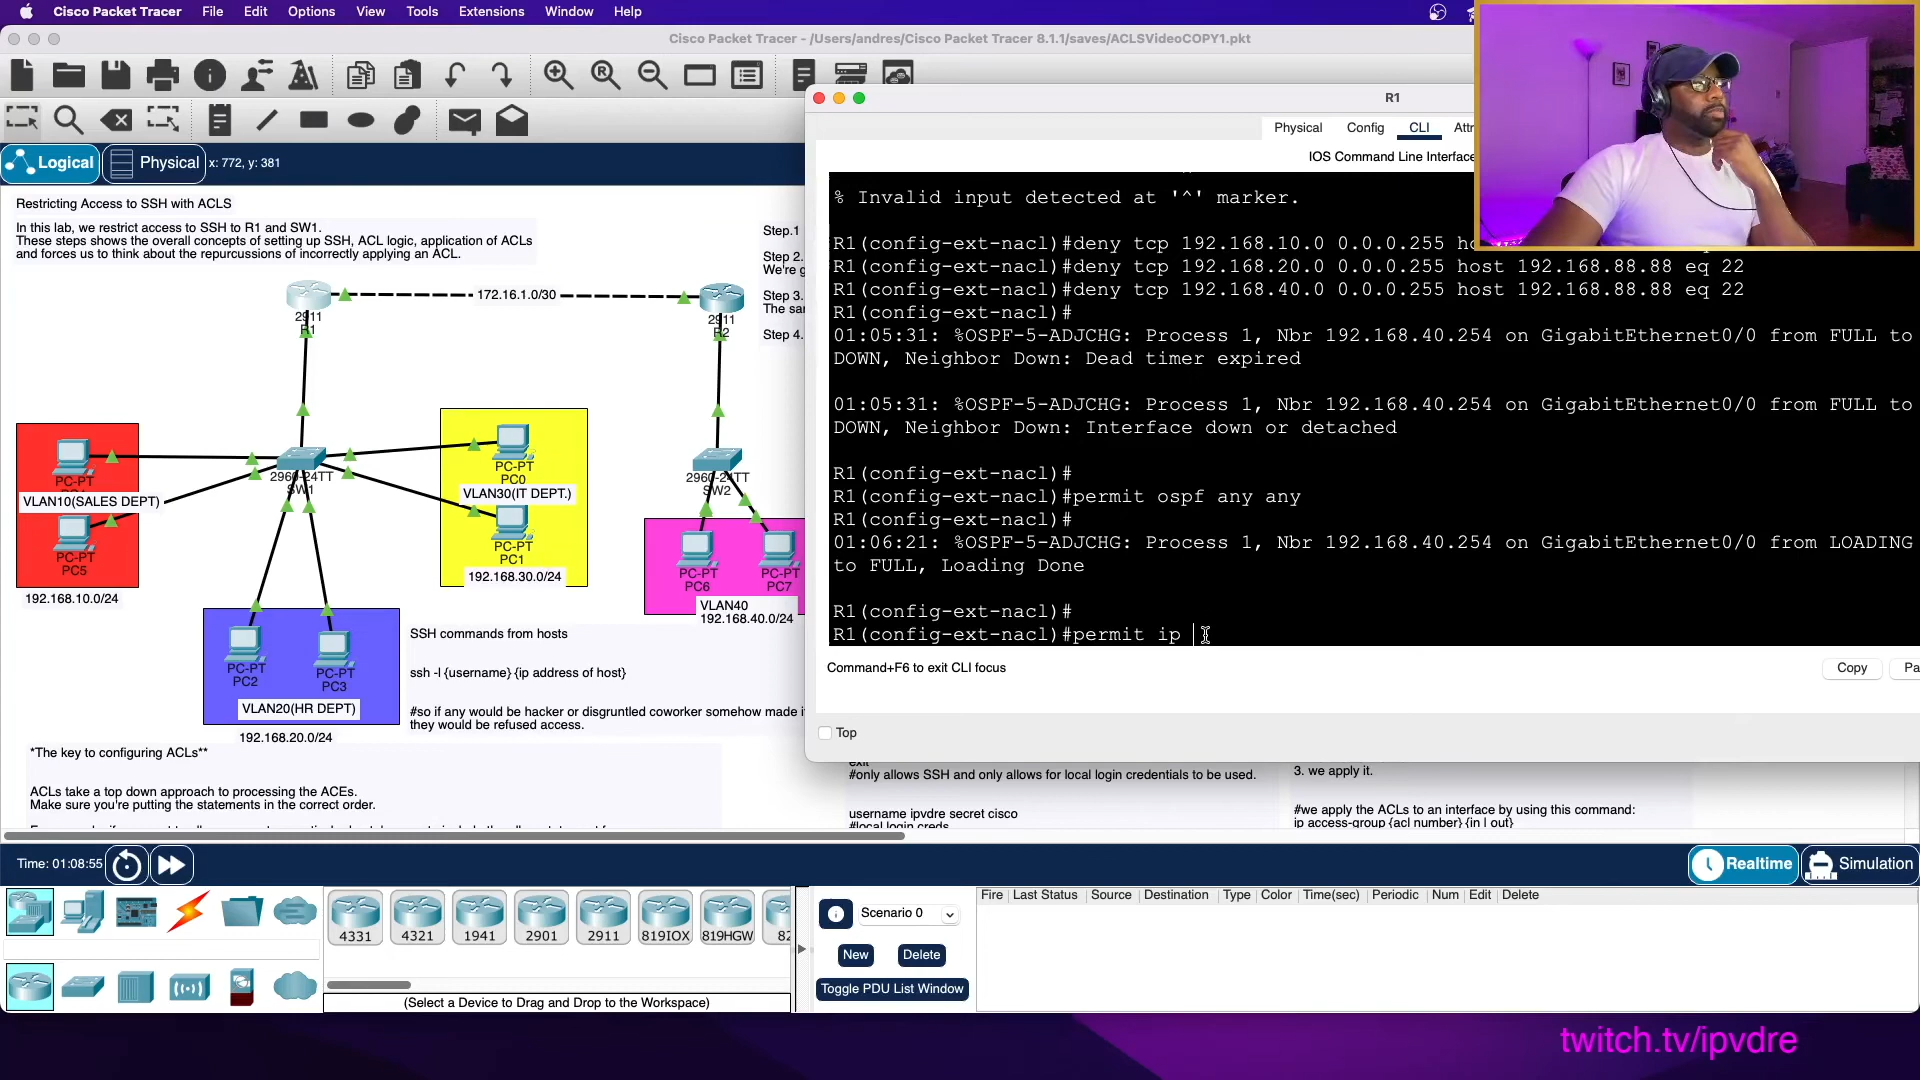 Cisco Packet Tracer File Edit Options View Tools Extensions Window Help
Cisco Packet Tracer - /Users/andres/Cisco Packet Tracer 8.1.1/saves/ACLSVideoCOPY1.pkt
R1
Physical Config CLI
IOS Command Line Interface
Logical Physical x: 772, y: 381
Restricting Access to SSH with ACLS
In this lab, we restrict access to SSH to R1 and SW1.
These steps shows the overall concepts of setting up SSH, ACL logic, application of ACLs
and forces us to think about the repurcussions of incorrectly applying an ACL.
Step.1
Step 2.
We're g
Step 3.
The sa
Step 4.
172.16.1.0/30
2911
R1
2911
R2
2960-24TT
SW1
2960-24TT
SW2
PC-PT
VLAN10(SALES DEPT)
PC-PT
PC5
192.168.10.0/24
PC-PT
PC0
VLAN30(IT DEPT.)
PC-PT
PC1
192.168.30.0/24
PC-PT
PC6
PC-PT
PC7
VLAN40
192.168.40.0/24
PC-PT
PC2
PC-PT
PC3
VLAN20(HR DEPT)
192.168.20.0/24
SSH commands from hosts
ssh -l {username} {ip address of host}
#so if any would be hacker or disgruntled coworker somehow made i
they would be refused access.
*The key to configuring ACLs**
ACLs take a top down approach to processing the ACEs.
Make sure you're putting the statements in the correct order.
% Invalid input detected at '^' marker.
R1(config-ext-nacl)#deny tcp 192.168.10.0 0.0.0.255 hos
R1(config-ext-nacl)#deny tcp 192.168.20.0 0.0.0.255 host 192.168.88.88 eq 22
R1(config-ext-nacl)#deny tcp 192.168.40.0 0.0.0.255 host 192.168.88.88 eq 22
R1(config-ext-nacl)#
01:05:31: %OSPF-5-ADJCHG: Process 1, Nbr 192.168.40.254 on GigabitEthernet0/0 from FULL to
DOWN, Neighbor Down: Dead timer expired
01:05:31: %OSPF-5-ADJCHG: Process 1, Nbr 192.168.40.254 on GigabitEthernet0/0 from FULL to
DOWN, Neighbor Down: Interface down or detached
R1(config-ext-nacl)#
R1(config-ext-nacl)#permit ospf any any
R1(config-ext-nacl)#
01:06:21: %OSPF-5-ADJCHG: Process 1, Nbr 192.168.40.254 on GigabitEthernet0/0 from LOADING
to FULL, Loading Done
R1(config-ext-nacl)#
R1(config-ext-nacl)#permit ip
Command+F6 to exit CLI focus
Copy
Pa
Top
exit
#only allows SSH and only allows for local login credentials to be used.
username ipvdre secret cisco
#local login creds
3. we apply it.
#we apply the ACLs to an interface by using this command:
ip access-group {acl number} {in | out}
Time: 01:08:55
Realtime Simulation
4331 4321 1941 2901 2911 819IOX 819HGW 82
(Select a Device to Drag and Drop to the Workspace)
Scenario 0
New Delete
Toggle PDU List Window
Fire Last Status Source Destination Type Color Time(sec) Periodic Num Edit Delete
twitch.tv/ipvdre